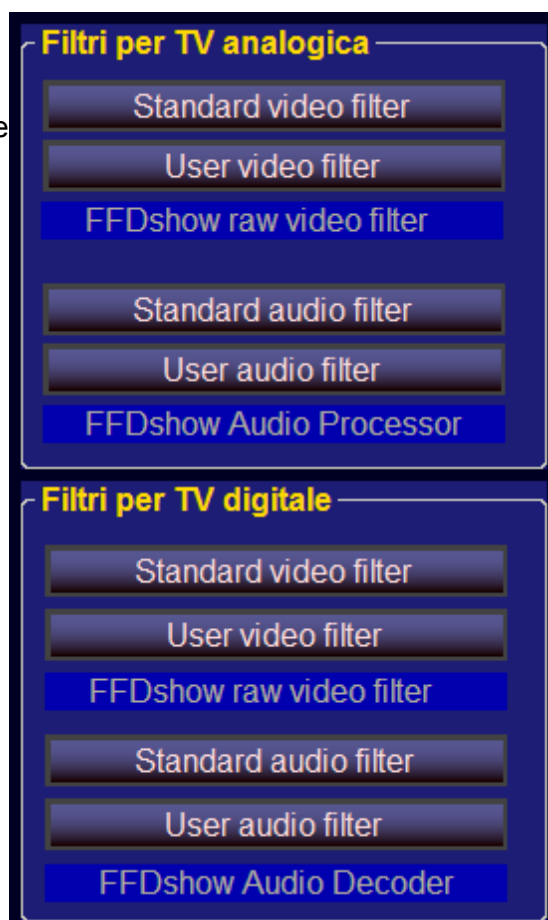 Filtri per TV analogica
Standard video filter
e
User video filter
FFDshow raw video filter
Standard audio filter
User audio filter
FFDshow Audio Processor
Filtri per TV digitale
Standard video filter
User video filter
FFDshow raw video filter
Standard audio filter
User audio filter
FFDshow Audio Decoder